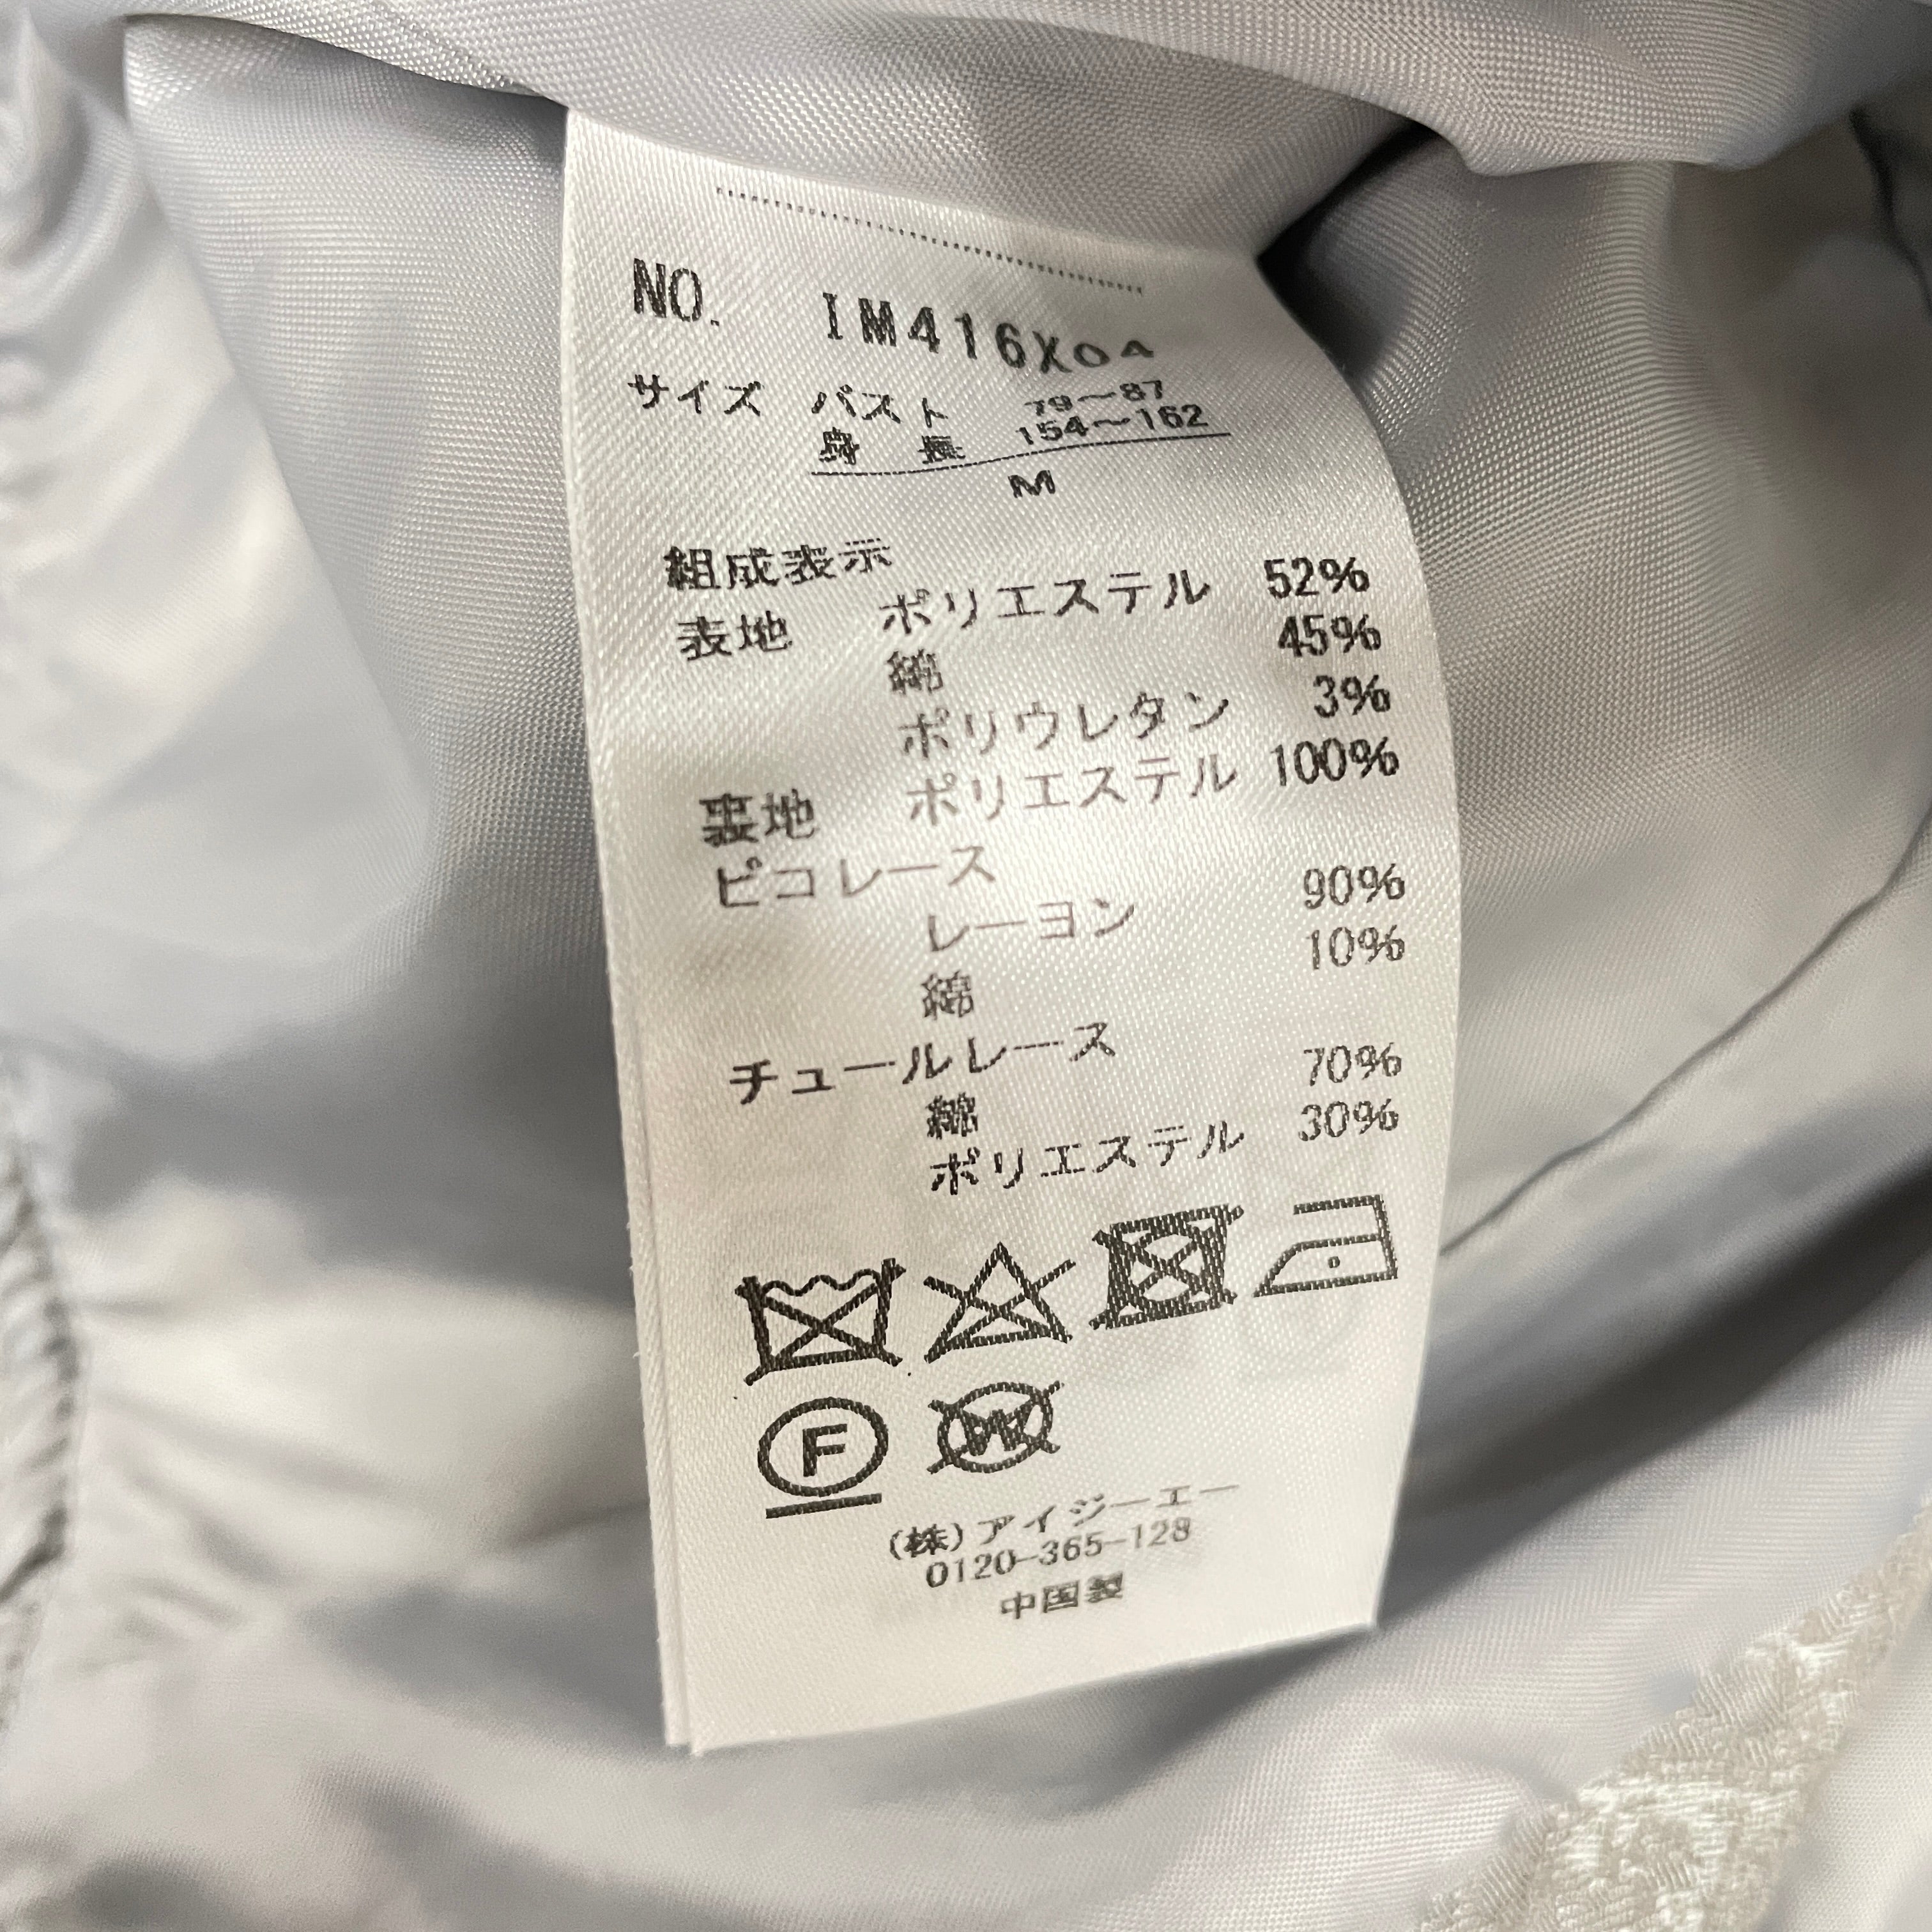 NO. IM416X04
サイズ バスト 79～87
身 長 154～162
M
組成表示
表地 ポリエステル 52%
綿 45%
ポリウレタン 3%
裏地 ポリエステル 100%
ピコレース
レーヨン 90%
綿 10%
チュールレース
綿 70%
ポリエステル 30%
F W
(株)アイジーエー
0120-365-128
中国製